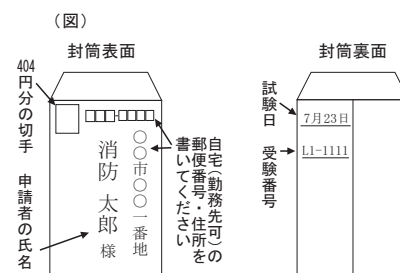 （図）
封筒表面
404円分の切手
申請者の氏名
消防 太郎 様
〇〇市〇〇一番地
自宅(勤務先可)の
郵便番号・住所を
書いてください
封筒裏面
試験日
7月23日
受験番号
L1-1111